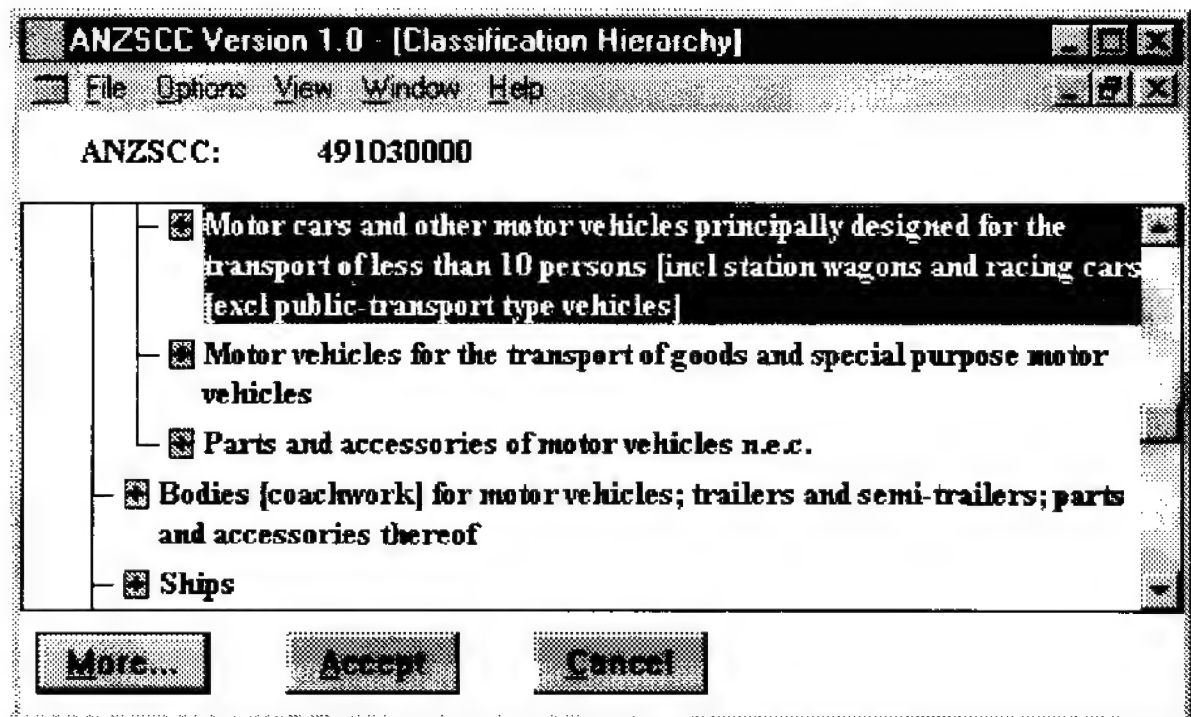 ANZSCC Version 1.0 - [Classification Hierarchy]
File Options View Window Help
ANZSCC: 491030000
Motor cars and other motor vehicles principally designed for the
transport of less than 10 persons [incl station wagons and racing cars
[excl public-transport type vehicles]
Motor vehicles for the transport of goods and special purpose motor
vehicles
Parts and accessories of motor vehicles n.e.c.
Bodies [coachwork] for motor vehicles; trailers and semi-trailers; parts
and accessories thereof
Ships
More... Accept Cancel